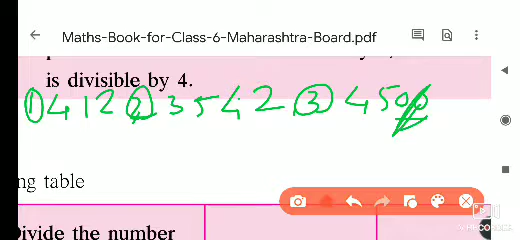 Maths-Book-for-Class-6-Maharashtra-Board.pdf
is divisible by 4.
① 412 ② 3542 ③ 4500
ng table
ivide the number